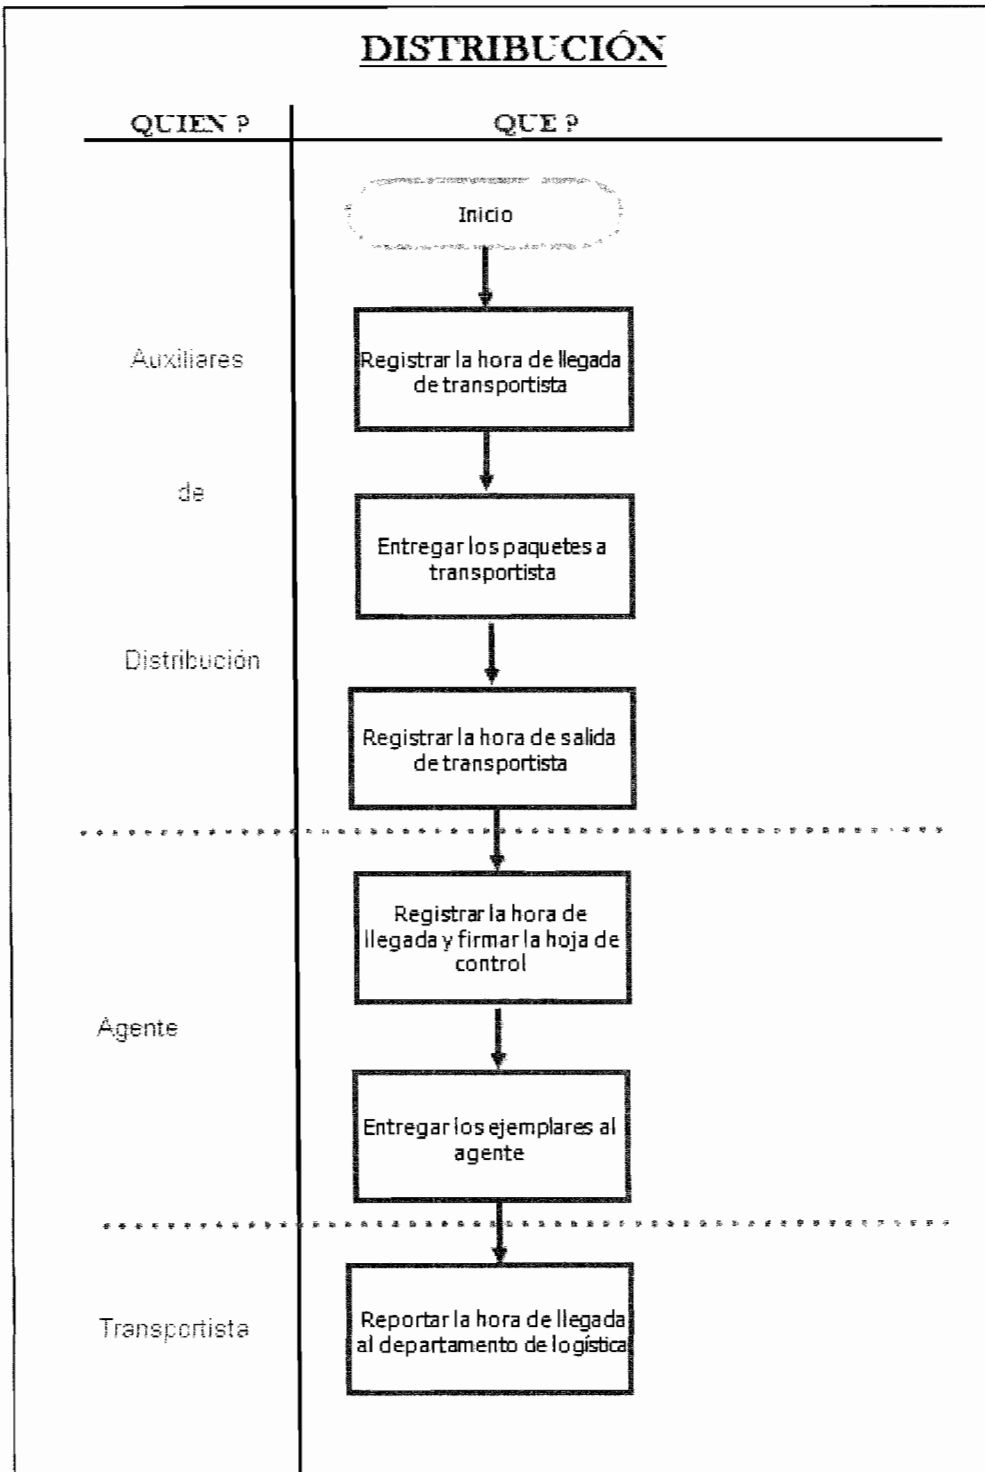 DISTRIBUCIÓN
QUIEN ?
QUE ?
Inicio
Auxiliares
de
Distribución
Registrar la hora de llegada
de transportista
Entregar los paquetes a
transportista
Registrar la hora de salida
de transportista
Agente
Registrar la hora de
llegada y firmar la hoja de
control
Entregar los ejemplares al
agente
Transportista
Reportar la hora de llegada
al departamento de logística